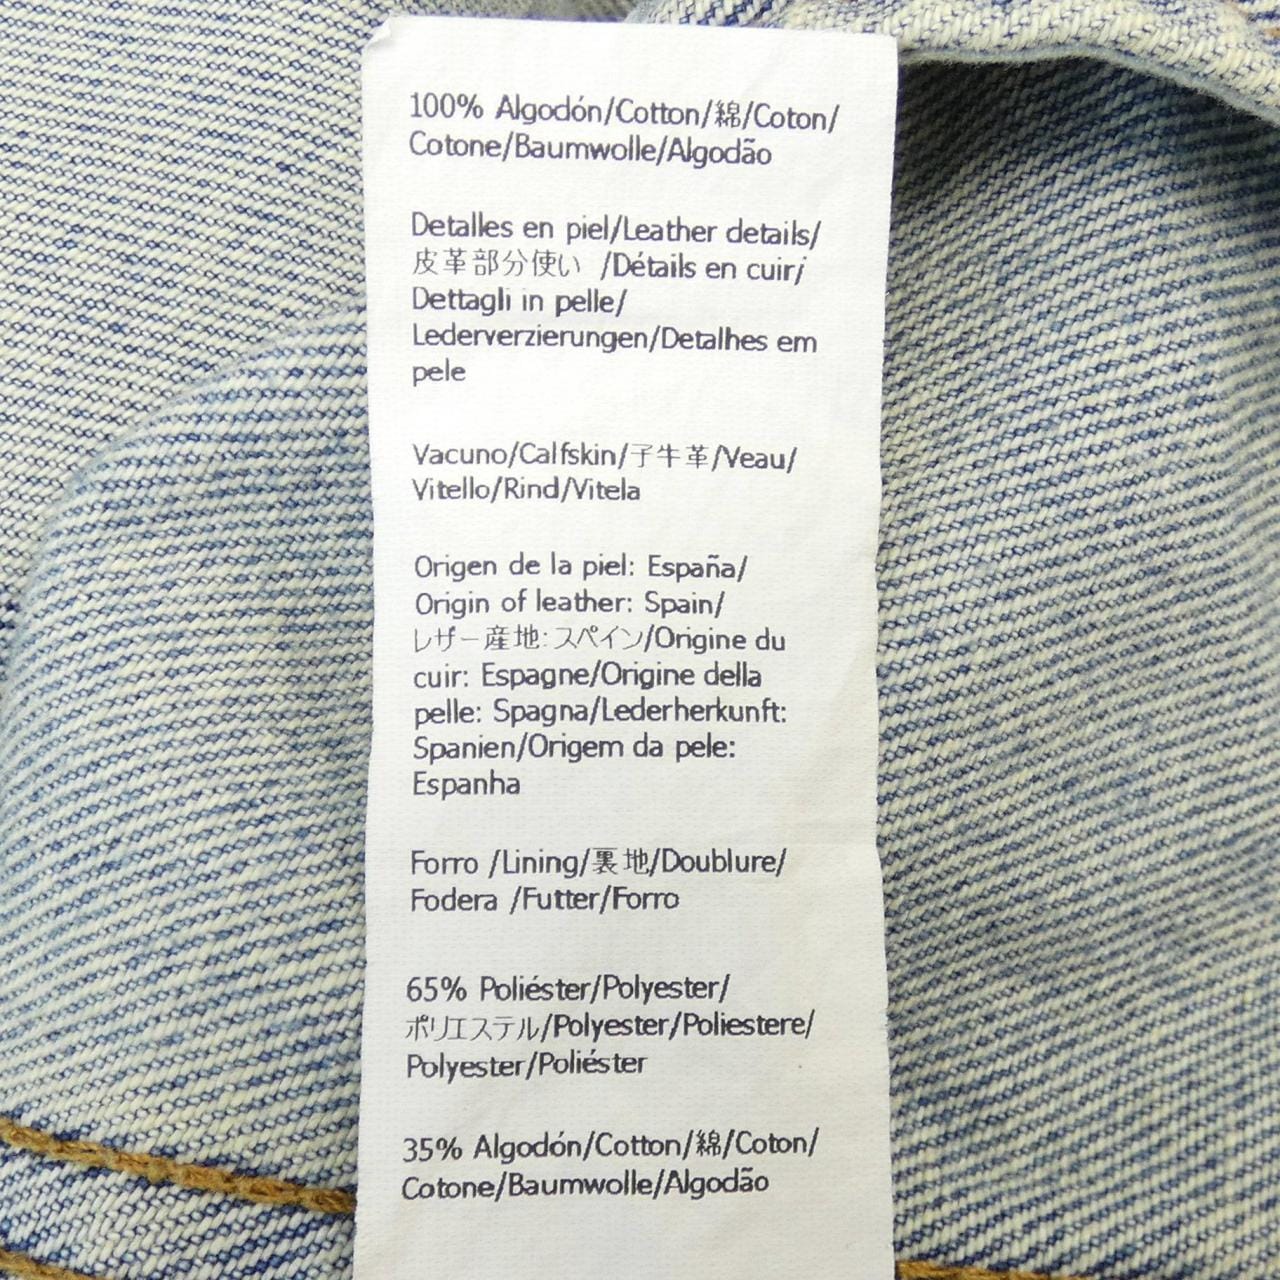 100% Algodón/Cotton/綿/Coton/
Cotone/Baumwolle/Algodão
Detalles en piel/Leather details/
皮革部分使い /Détails en cuir/
Dettagli in pelle/
Lederverzierungen/Detalhes em
pele
Vacuno/Calfskin/子牛革/Veau/
Vitello/Rind/Vitela
Origen de la piel: España/
Origin of leather: Spain/
レザー産地:スペイン/Origine du
cuir: Espagne/Origine della
pelle: Spagna/Lederherkunft:
Spanien/Origem da pele:
Espanha
Forro /Lining/裏地/Doublure/
Fodera /Futter/Forro
65% Poliéster/Polyester/
ポリエステル/Polyester/Poliestere/
Polyester/Poliéster
35% Algodón/Cotton/綿/Coton/
Cotone/Baumwolle/Algodão